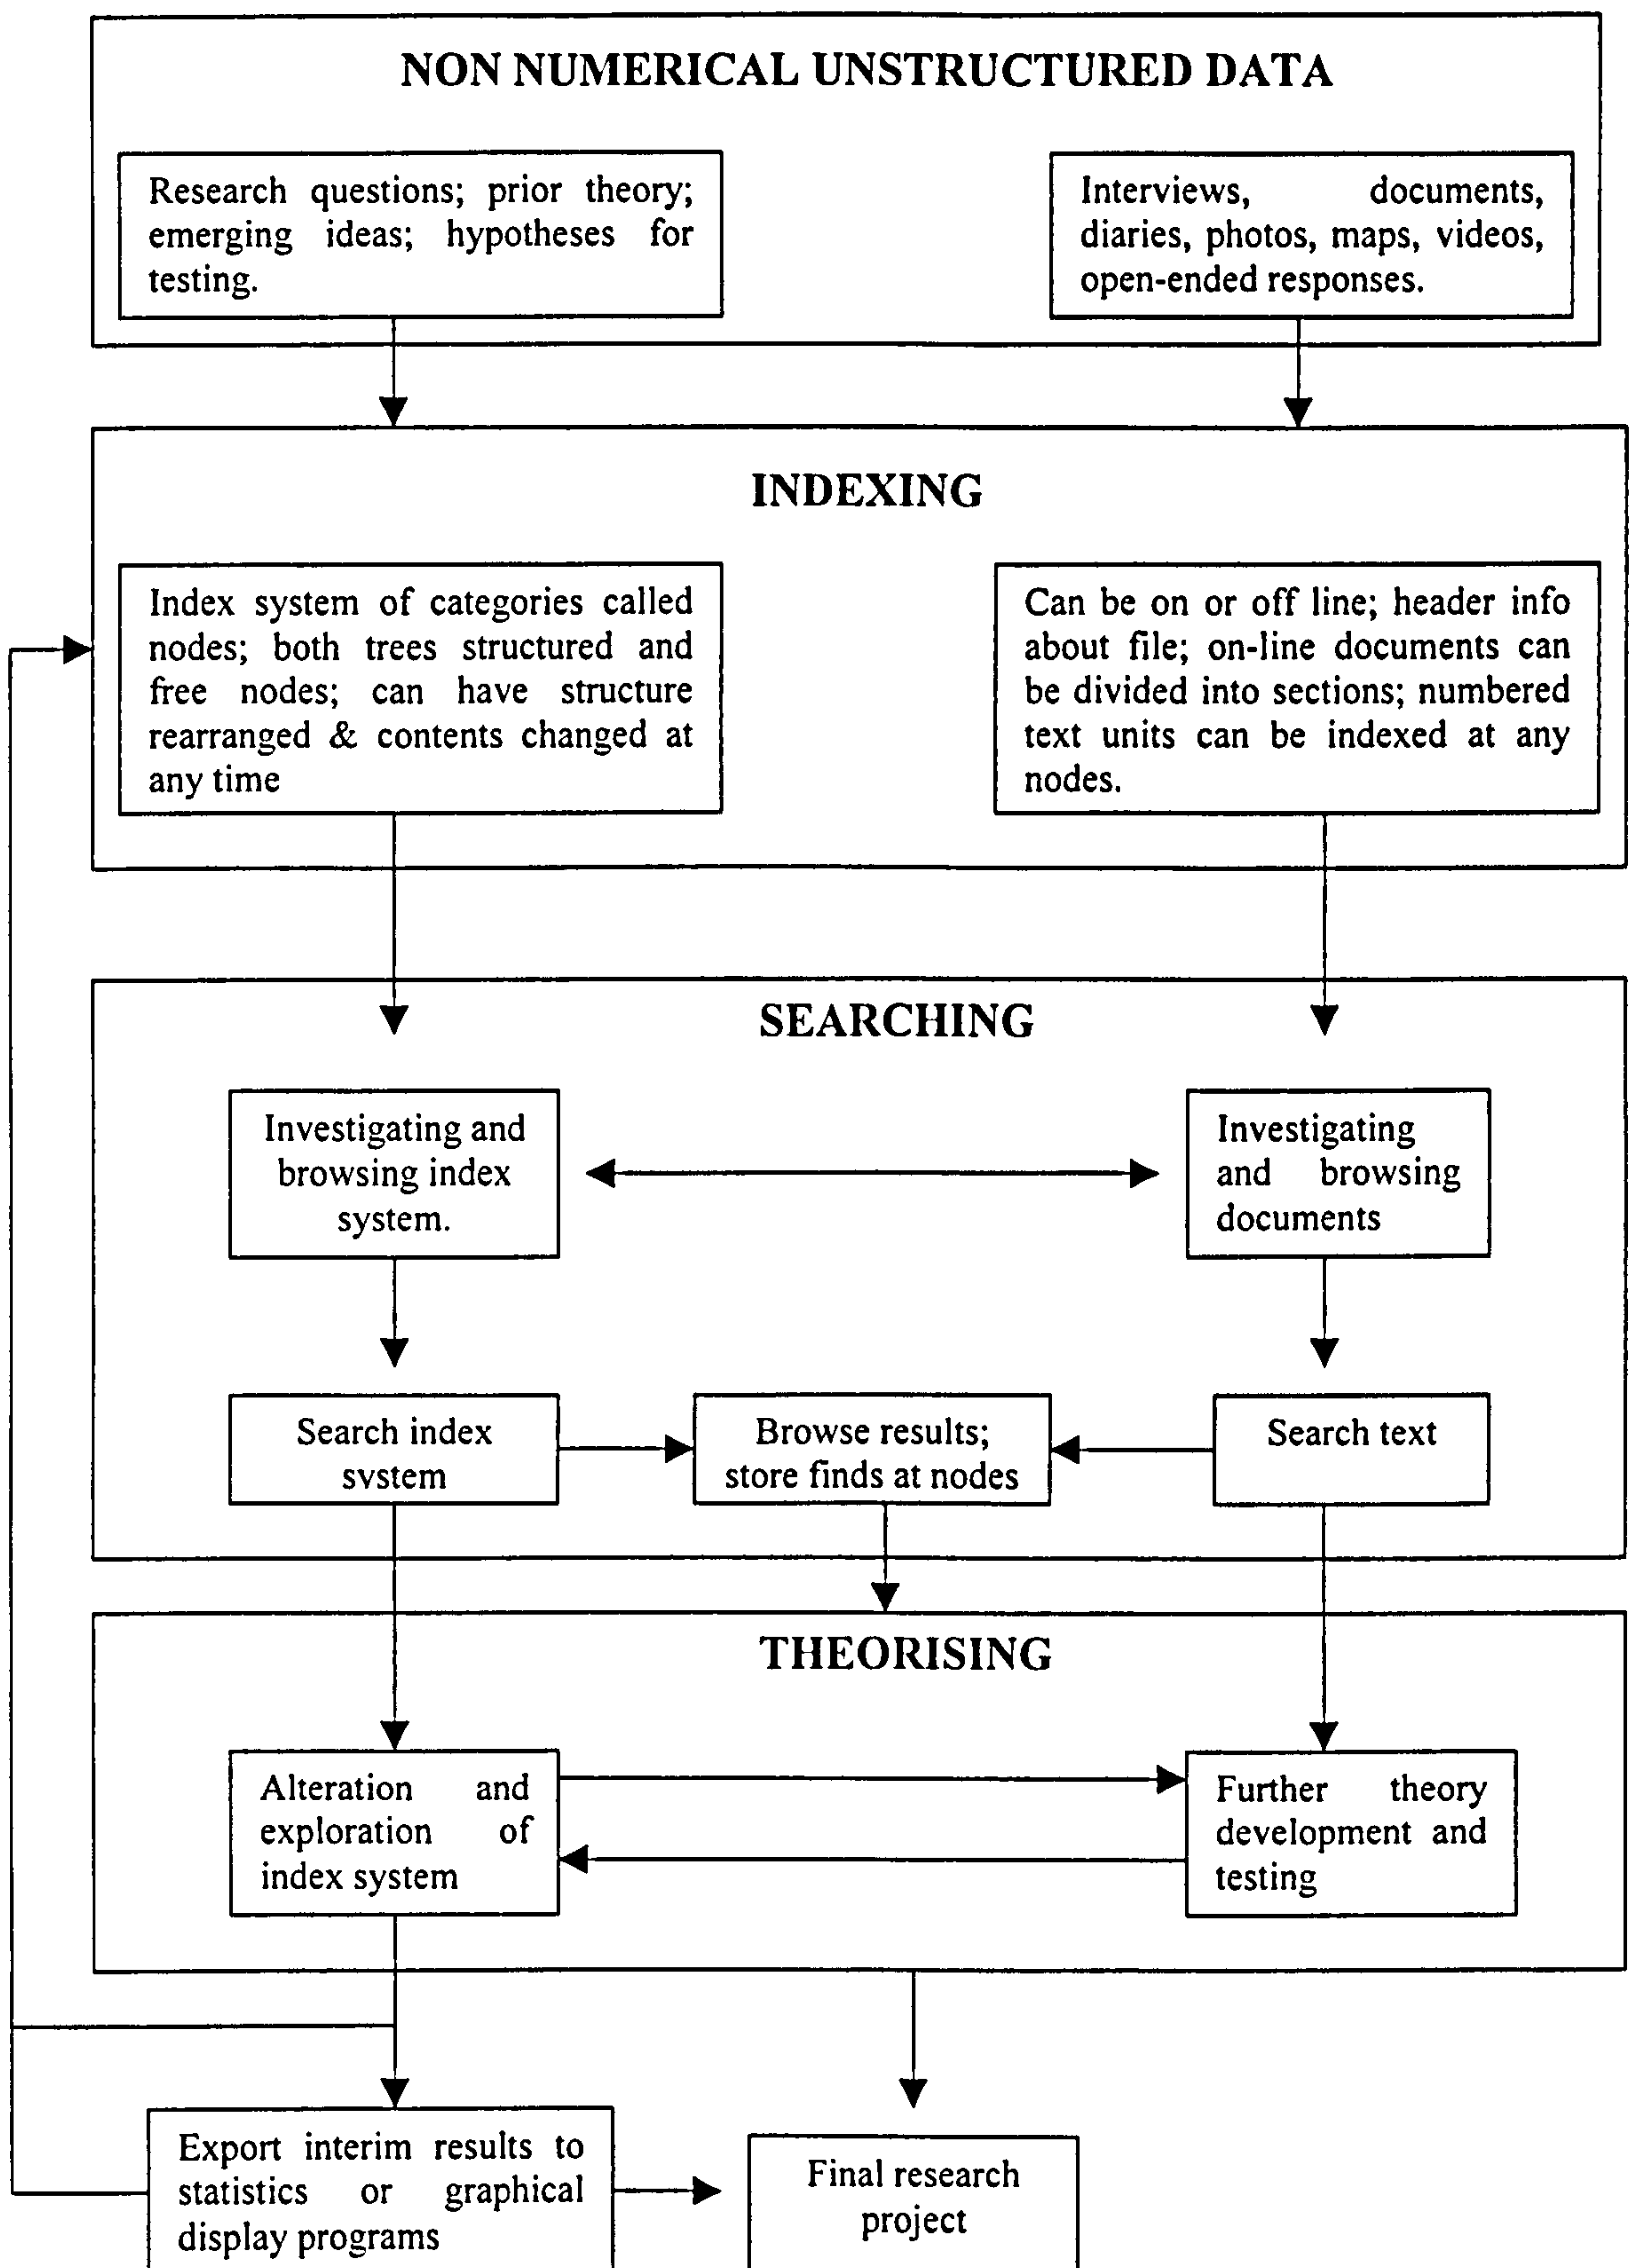 NON NUMERICAL UNSTRUCTURED DATA
Research questions; prior theory;
emerging ideas; hypotheses for
testing.
Interviews, documents,
diaries, photos, maps, videos,
open-ended responses.
INDEXING
Index system of categories called
nodes; both trees structured and
free nodes; can have structure
rearranged & contents changed at
any time
Can be on or off line; header info
about file; on-line documents can
be divided into sections; numbered
text units can be indexed at any
nodes.
SEARCHING
Investigating and
browsing index
system.
Investigating
and browsing
documents
Search index
system
Browse results;
store finds at nodes
Search text
THEORISING
Alteration and
exploration of
index system
Further theory
development and
testing
Export interim results to
statistics or graphical
display programs
Final research
project